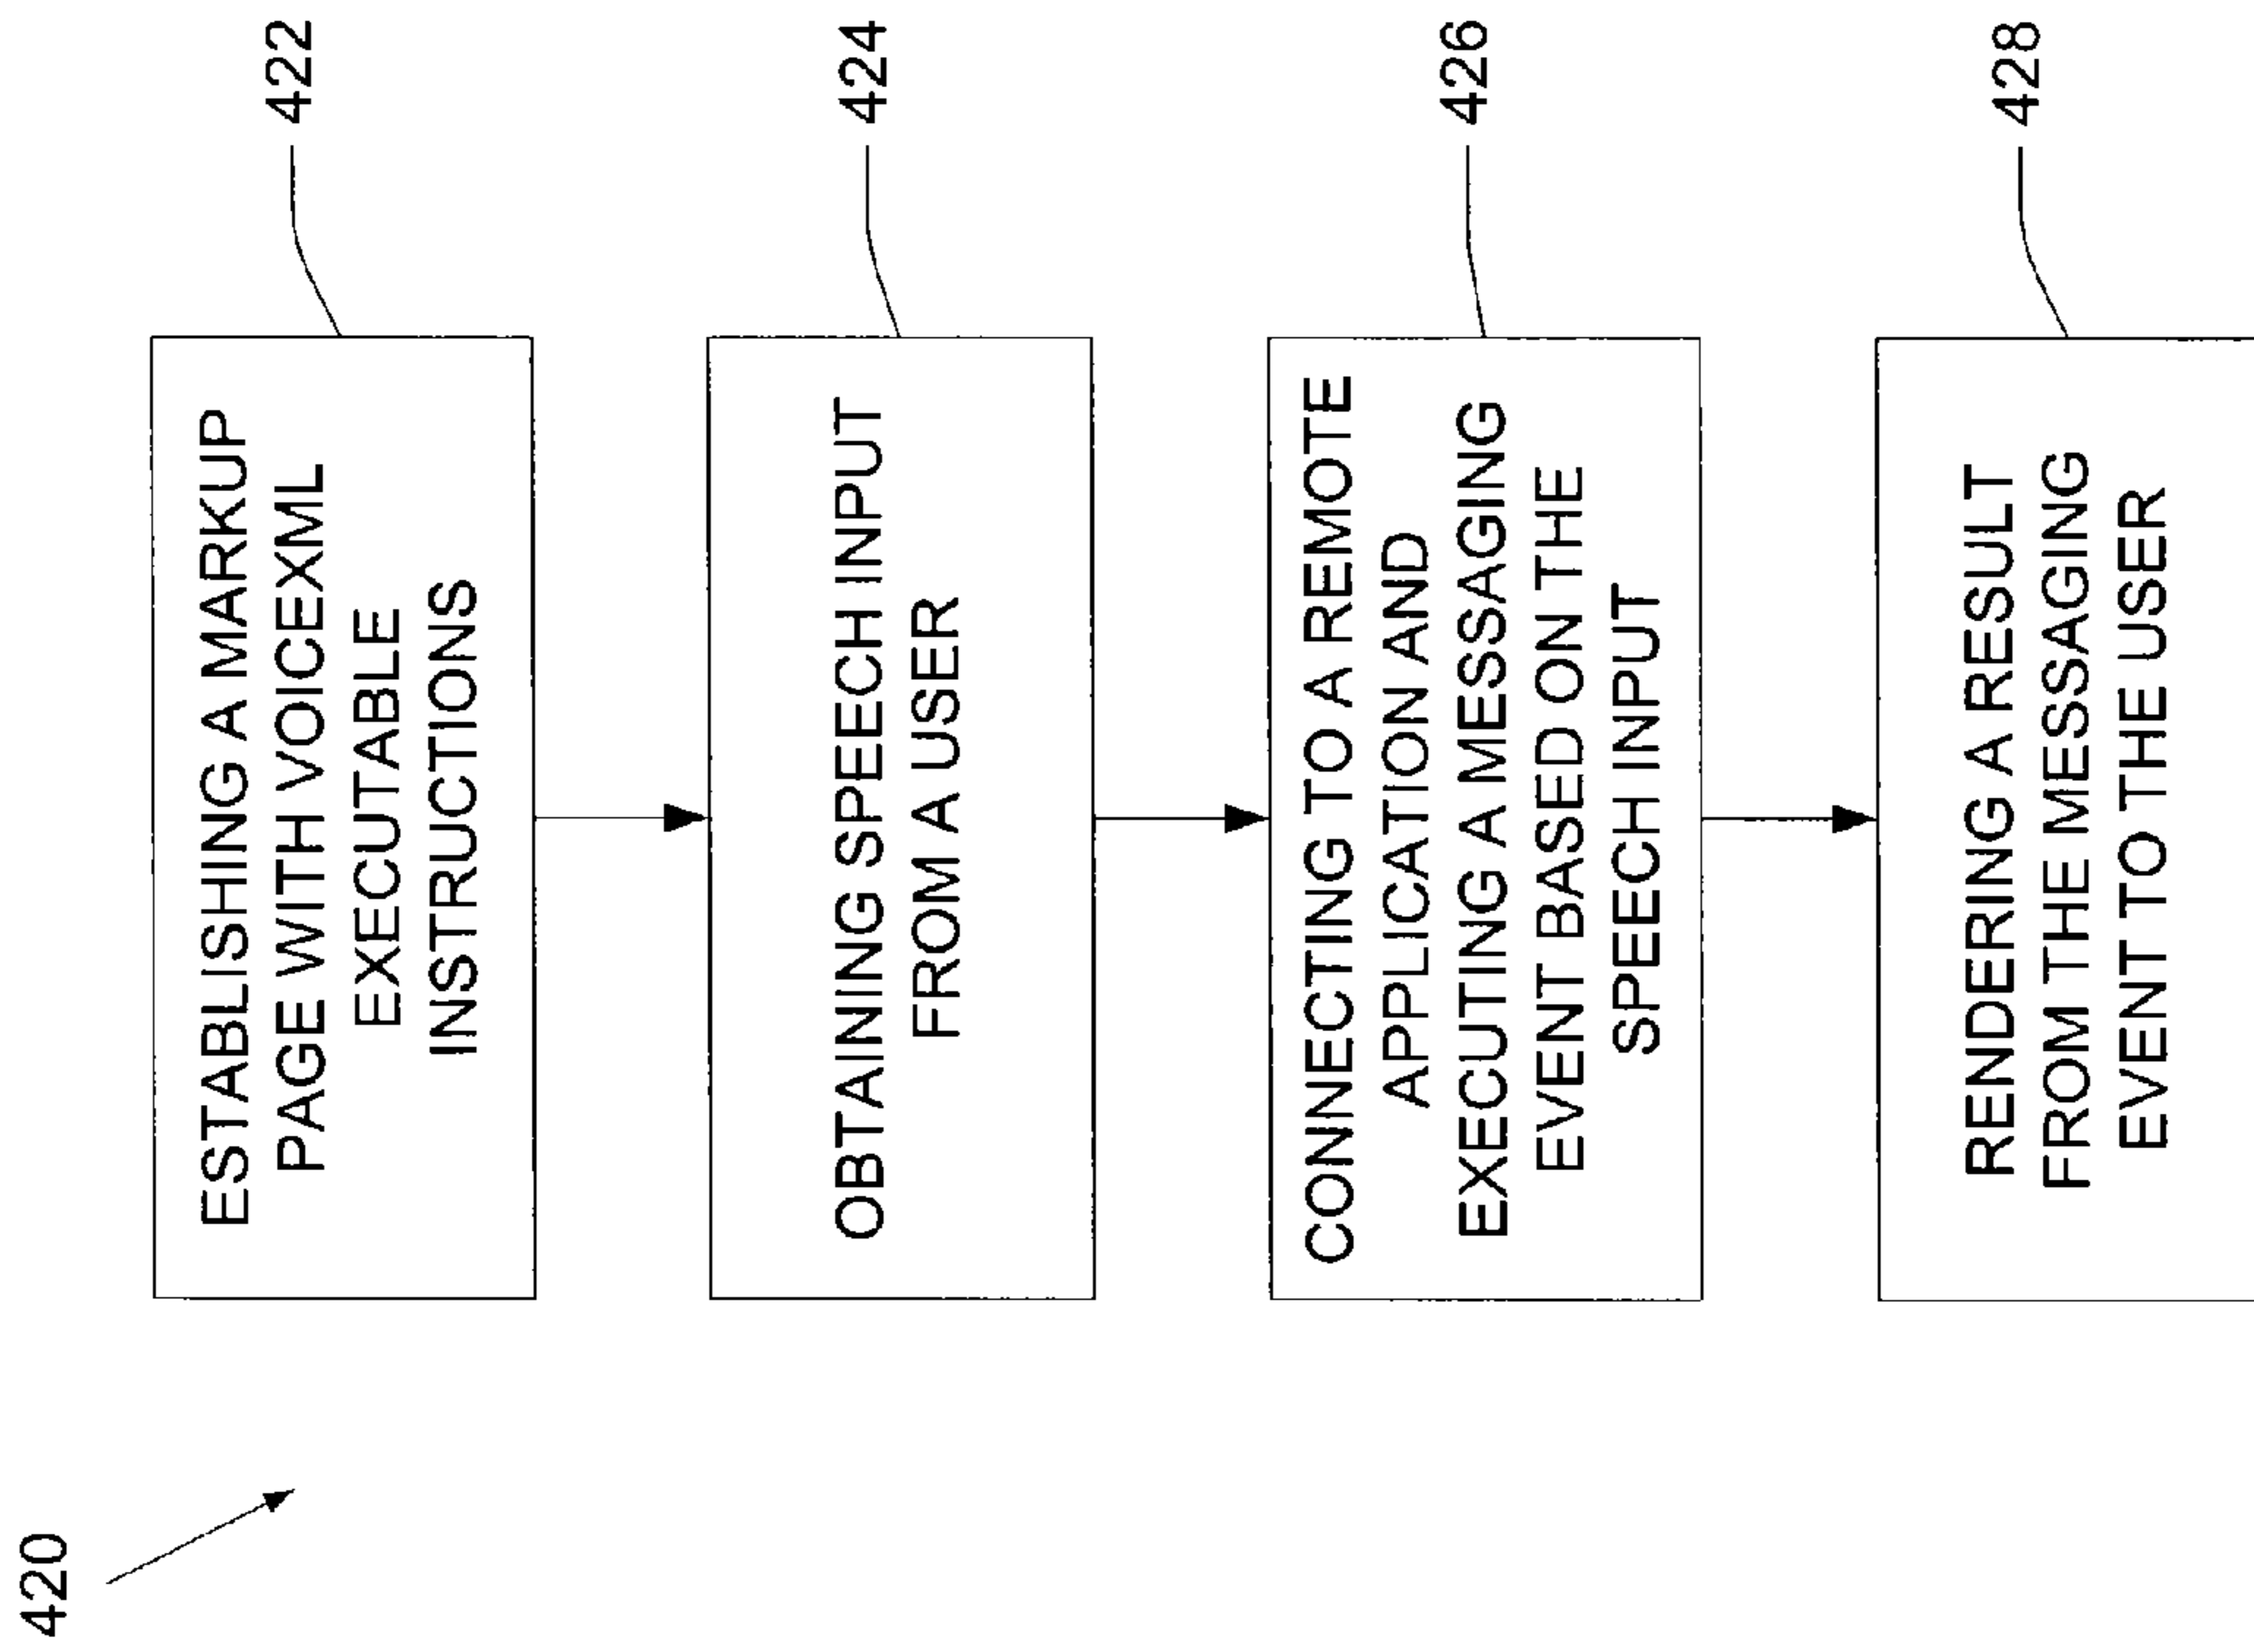 420
ESTABLISHING A MARKUP
PAGE WITH VOICEXML
EXECUTABLE
INSTRUCTIONS
422
OBTAINING SPEECH INPUT
FROM A USER
424
CONNECTING TO A REMOTE
APPLICATION AND
EXECUTING A MESSAGING
EVENT BASED ON THE
SPEECH INPUT
426
RENDERING A RESULT
FROM THE MESSAGING
EVENT TO THE USER
428